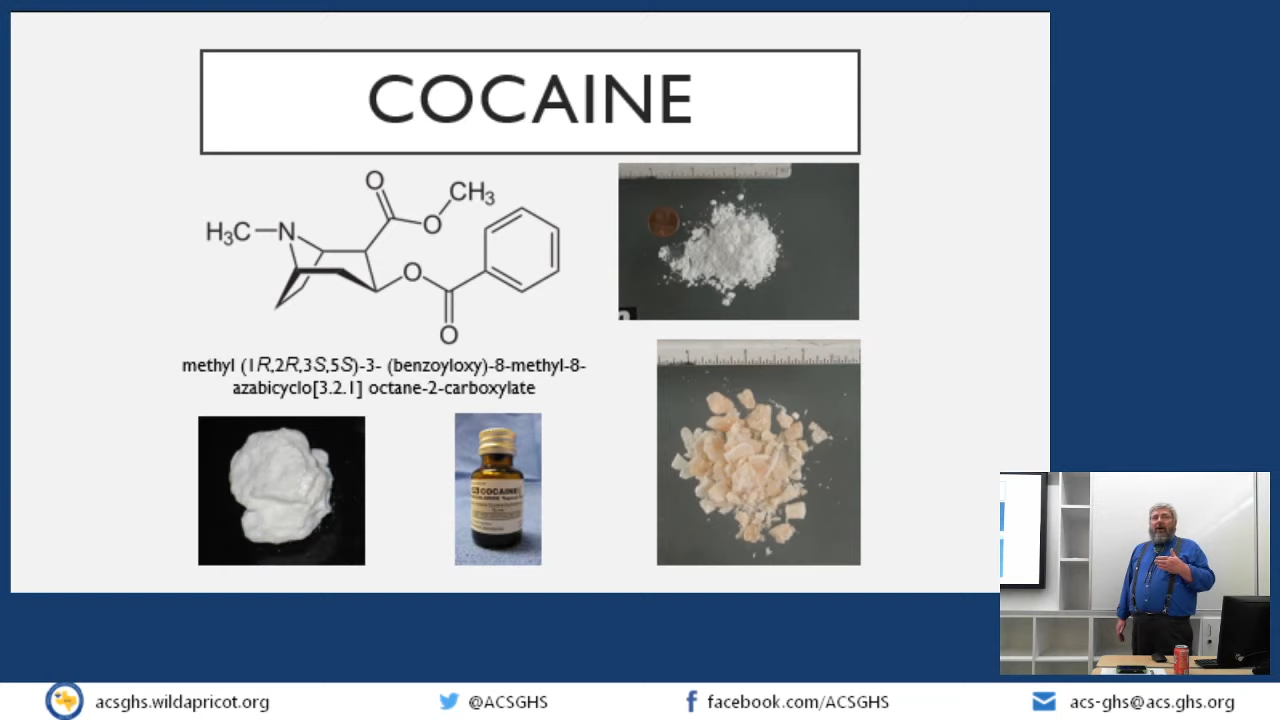 COCAINE
O
CH₃
O
H₃C
N
O
O
methyl (1R,2R,3S,5S)-3- (benzoyloxy)-8-methyl-8-
azabicyclo[3.2.1] octane-2-carboxylate
COCAINE
acsghs.wildapricot.org
@ACSGHS
facebook.com/ACSGHS
acs-ghs@acs.ghs.org